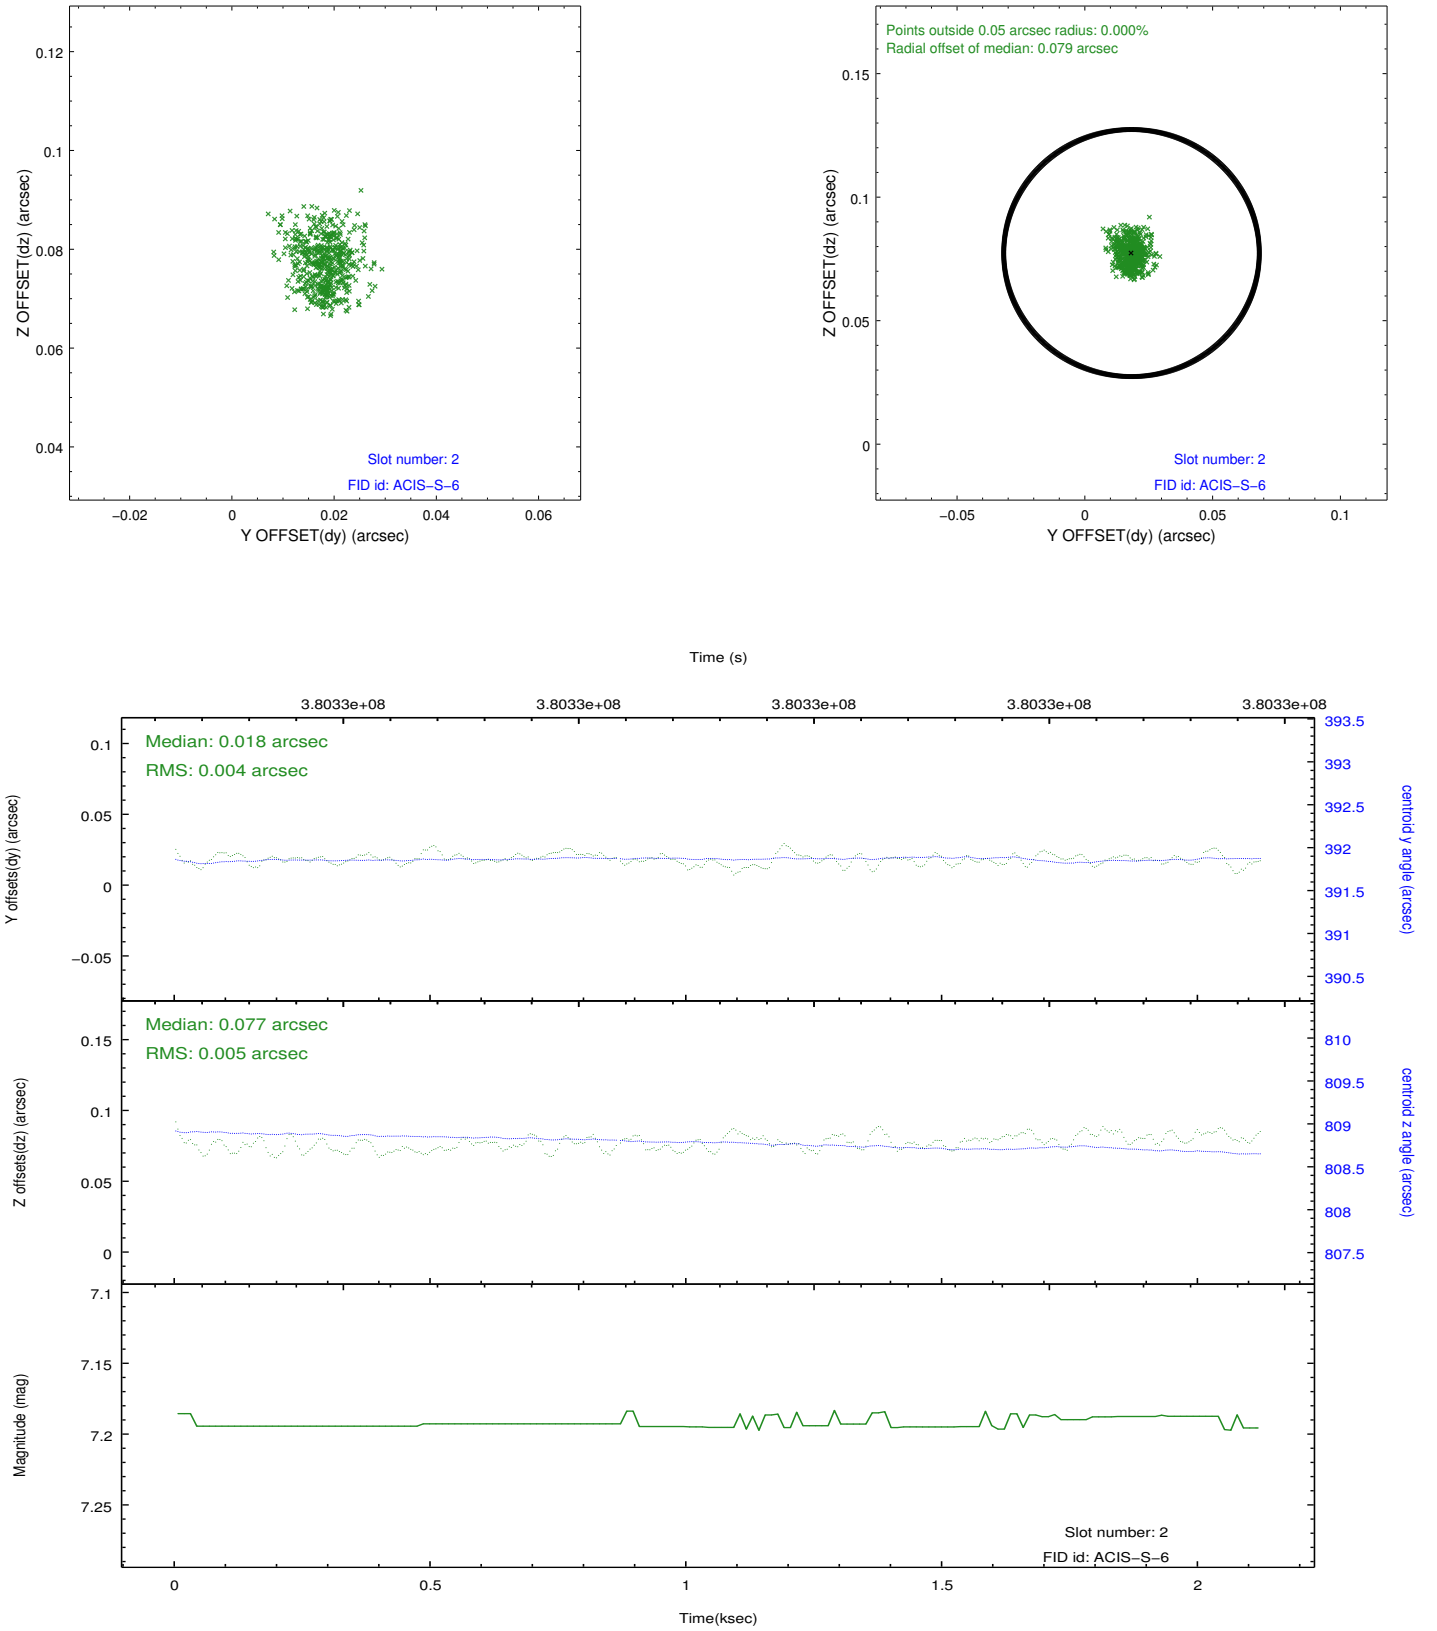 0.12
0.1
0.08
0.06
0.04
Z OFFSET(dz) (arcsec)
Slot number: 2
FID id: ACIS−S−6
−0.02 0 0.02 0.04 0.06
Y OFFSET(dy) (arcsec)
Points outside 0.05 arcsec radius: 0.000%
Radial offset of median: 0.079 arcsec
0.15
0.1
0.05
0
Z OFFSET(dz) (arcsec)
Slot number: 2
FID id: ACIS−S−6
−0.05 0 0.05 0.1
Y OFFSET(dy) (arcsec)
Time (s)
3.8033e+08 3.8033e+08 3.8033e+08 3.8033e+08 3.8033e+08
Median: 0.018 arcsec
RMS: 0.004 arcsec
0.1
0.05
0
−0.05
Y offsets(dy) (arcsec)
393.5
393
392.5
392
391.5
391
390.5
centroid y angle (arcsec)
Median: 0.077 arcsec
RMS: 0.005 arcsec
0.15
0.1
0.05
0
Z offsets(dz) (arcsec)
810
809.5
809
808.5
808
807.5
centroid z angle (arcsec)
7.1
7.15
7.2
7.25
Magnitude (mag)
Slot number: 2
FID id: ACIS−S−6
0 0.5 1 1.5 2
Time(ksec)